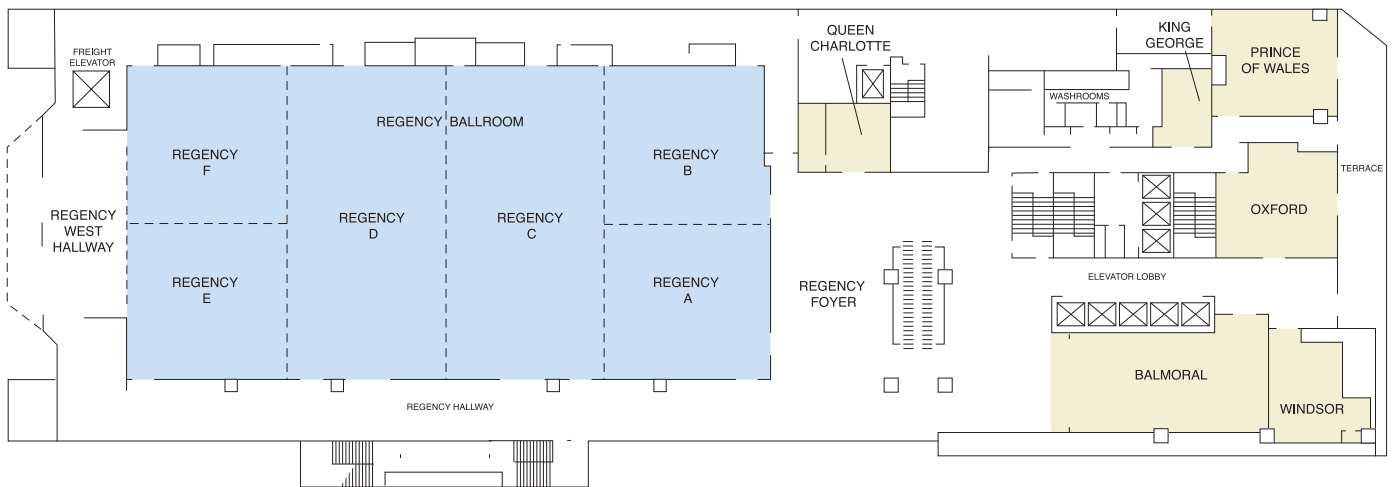 FREIGHT
ELEVATOR
QUEEN
CHARLOTTE
KING
GEORGE
PRINCE
OF WALES
WASHROOMS
REGENCY BALLROOM
REGENCY
F
REGENCY
B
TERRACE
REGENCY
WEST
HALLWAY
REGENCY
D
REGENCY
C
OXFORD
REGENCY
E
REGENCY
A
REGENCY
FOYER
ELEVATOR LOBBY
BALMORAL
WINDSOR
REGENCY HALLWAY